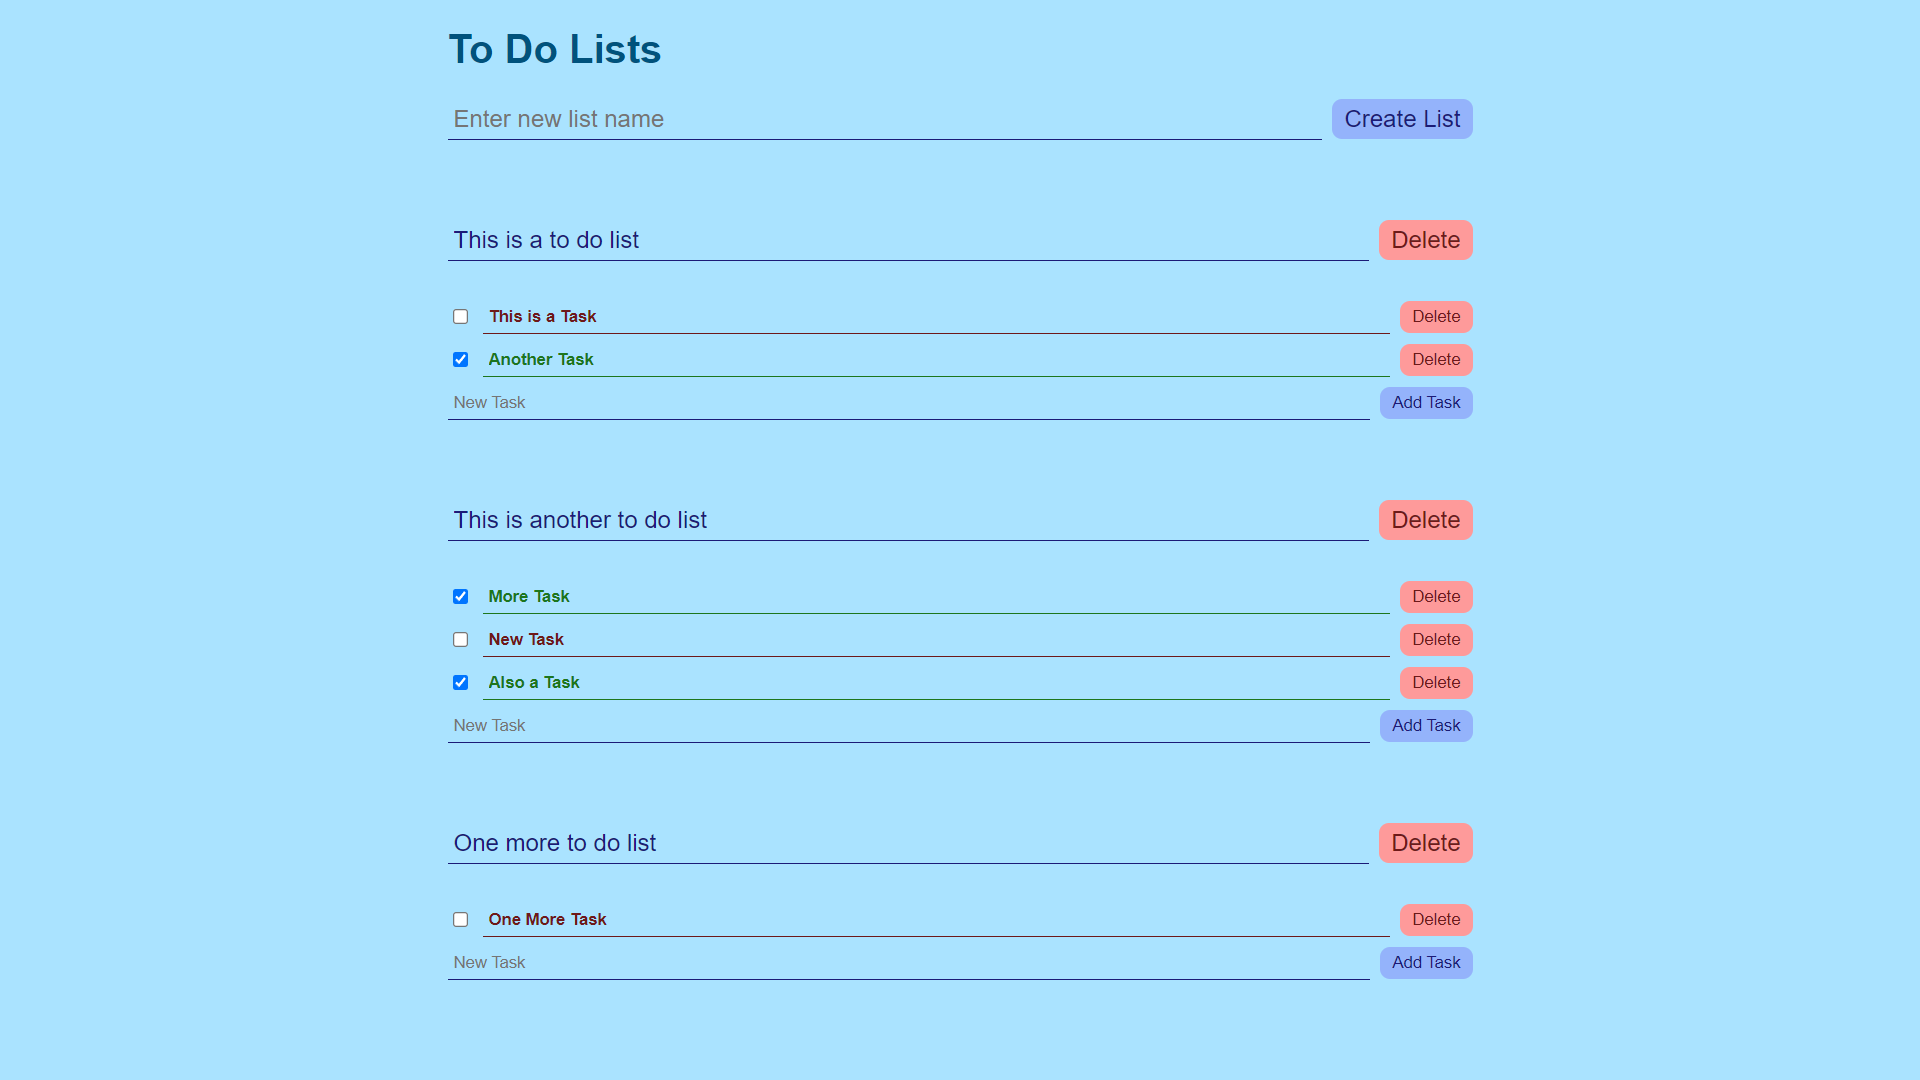 To Do Lists
Enter new list name Create List
This is a to do list Delete
This is a Task Delete
Another Task Delete
New Task Add Task
This is another to do list Delete
More Task Delete
New Task Delete
Also a Task Delete
New Task Add Task
One more to do list Delete
One More Task Delete
New Task Add Task